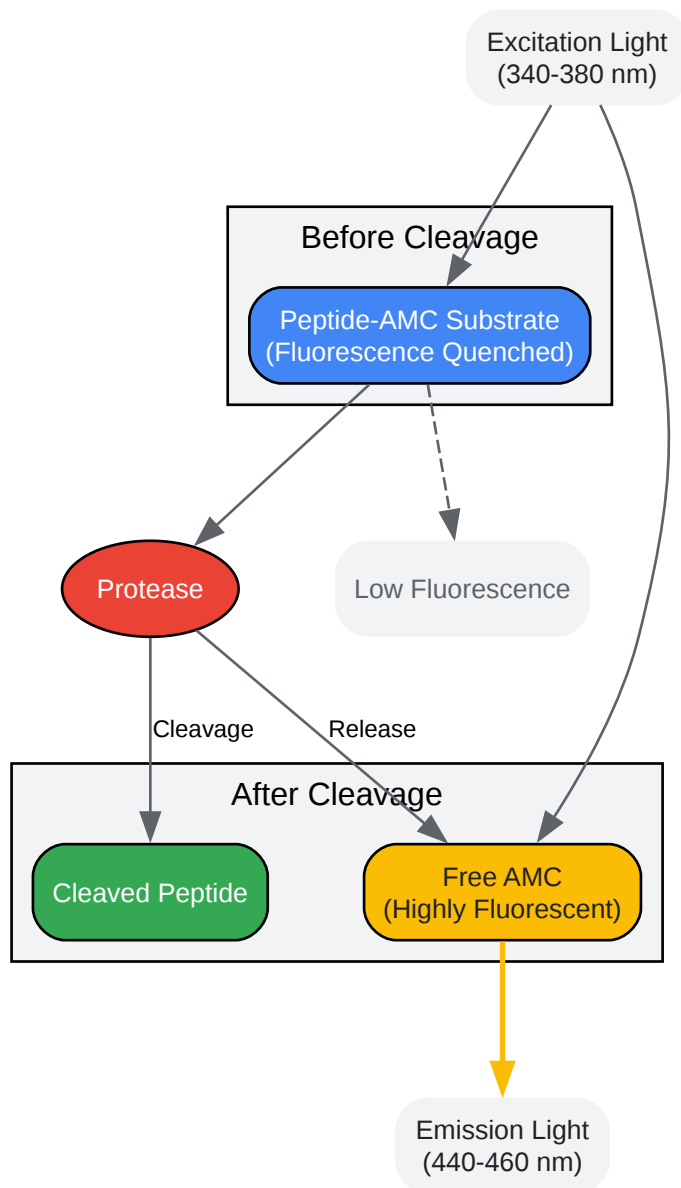 Excitation Light
(340-380 nm)
Before Cleavage
Peptide-AMC Substrate
(Fluorescence Quenched)
Protease
Low Fluorescence
Cleavage
Release
After Cleavage
Cleaved Peptide
Free AMC
(Highly Fluorescent)
Emission Light
(440-460 nm)